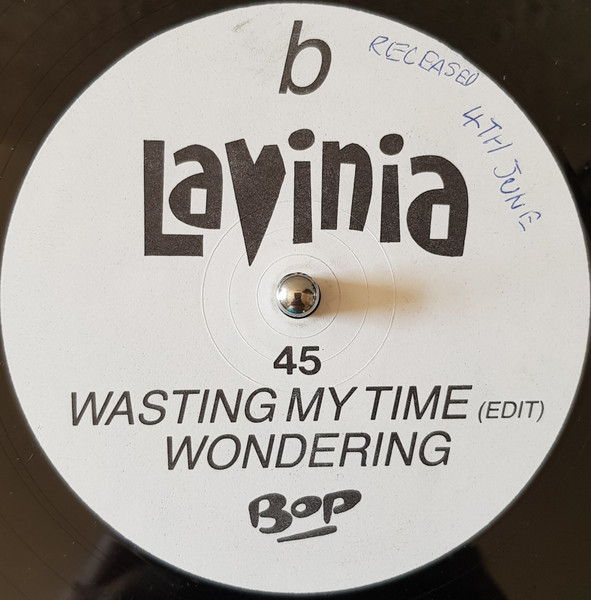 b
RECEASED
4TH JUNE
Lavinia
45
WASTING MY TIME (EDIT)
WONDERING
BOP